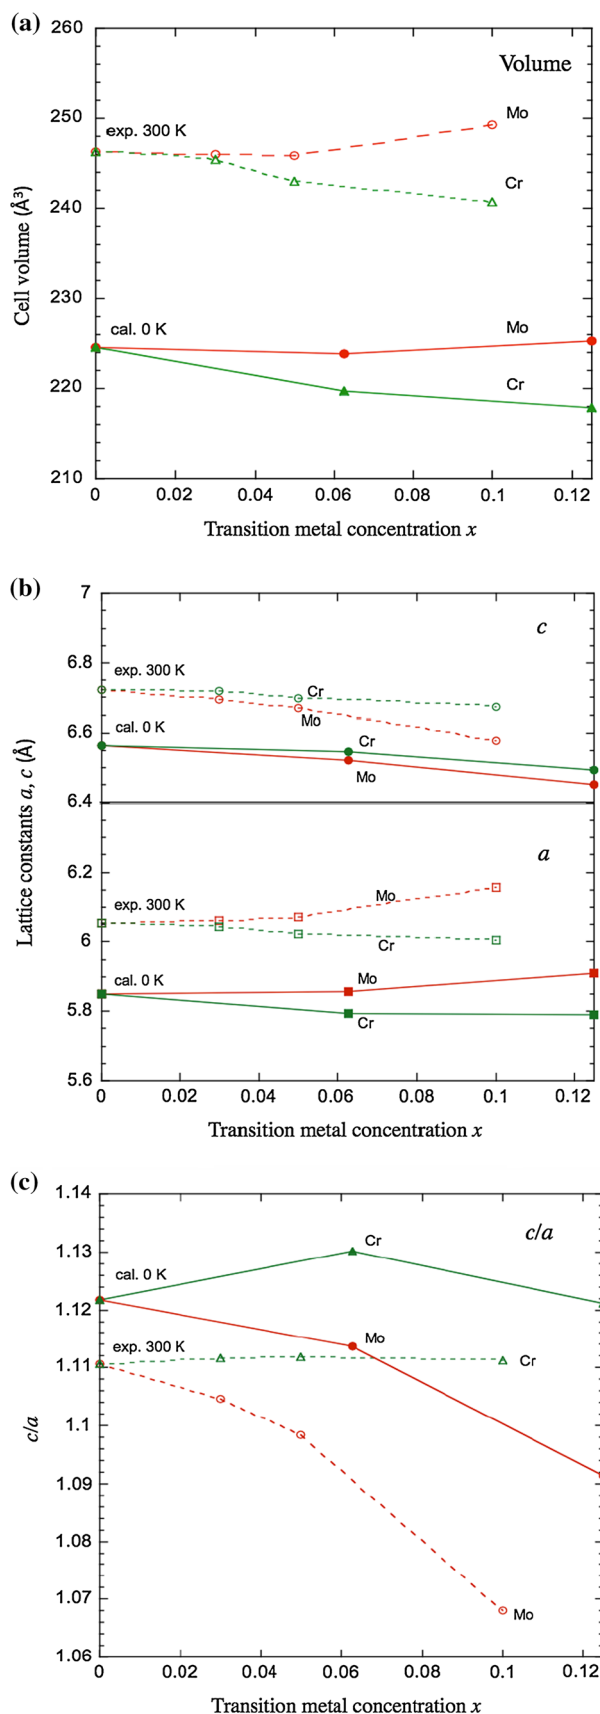 (a)
260
Volume
Mo
250
exp. 300 K
Cr
240
Cell volume (Å³)
230
cal. 0 K
Mo
220
Cr
210
0 0.02 0.04 0.06 0.08 0.1 0.12
Transition metal concentration x
(b)
7
c
6.8
exp. 300 K
Cr
Mo
6.6
cal. 0 K
Cr
Mo
6.4
Lattice constants a, c (Å)
a
6.2
exp. 300 K
Mo
6
Cr
cal. 0 K
Mo
5.8
Cr
5.6
0 0.02 0.04 0.06 0.08 0.1 0.12
Transition metal concentration x
(c)
1.14
c/a
Cr
1.13
cal. 0 K
1.12
Mo
exp. 300 K
Cr
1.11
c/a
1.1
1.09
1.08
1.07
Mo
1.06
0 0.02 0.04 0.06 0.08 0.1 0.12
Transition metal concentration x